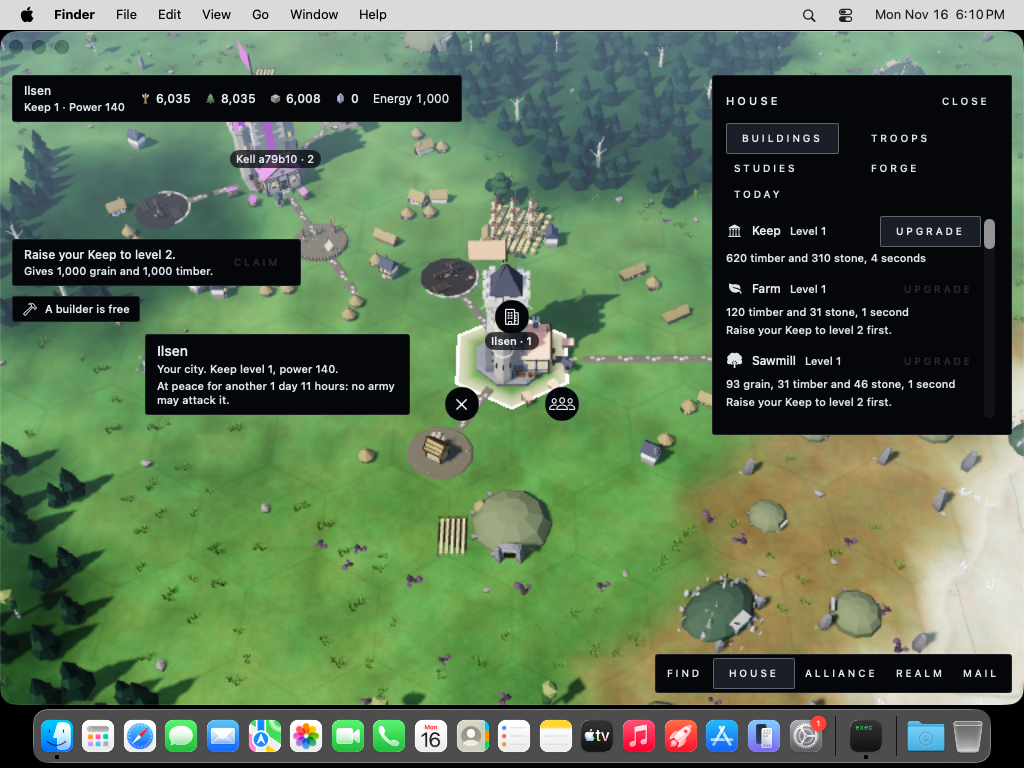 Finder File Edit View Go Window Help Mon Nov 16 6:10 PM
Ilsen
Keep 1 · Power 140
6,035 8,035 6,008 0 Energy 1,000
Kell a79b10 · 2
Raise your Keep to level 2.
Gives 1,000 grain and 1,000 timber.
CLAIM
A builder is free
Ilsen
Your city. Keep level 1, power 140.
At peace for another 1 day 11 hours: no army
may attack it.
Ilsen · 1
HOUSE CLOSE
BUILDINGS TROOPS
STUDIES FORGE
TODAY
Keep Level 1 UPGRADE
620 timber and 310 stone, 4 seconds
Farm Level 1 UPGRADE
120 timber and 31 stone, 1 second
Raise your Keep to level 2 first.
Sawmill Level 1 UPGRADE
93 grain, 31 timber and 46 stone, 1 second
Raise your Keep to level 2 first.
FIND HOUSE ALLIANCE REALM MAIL
Mon
16
tv
1
exec